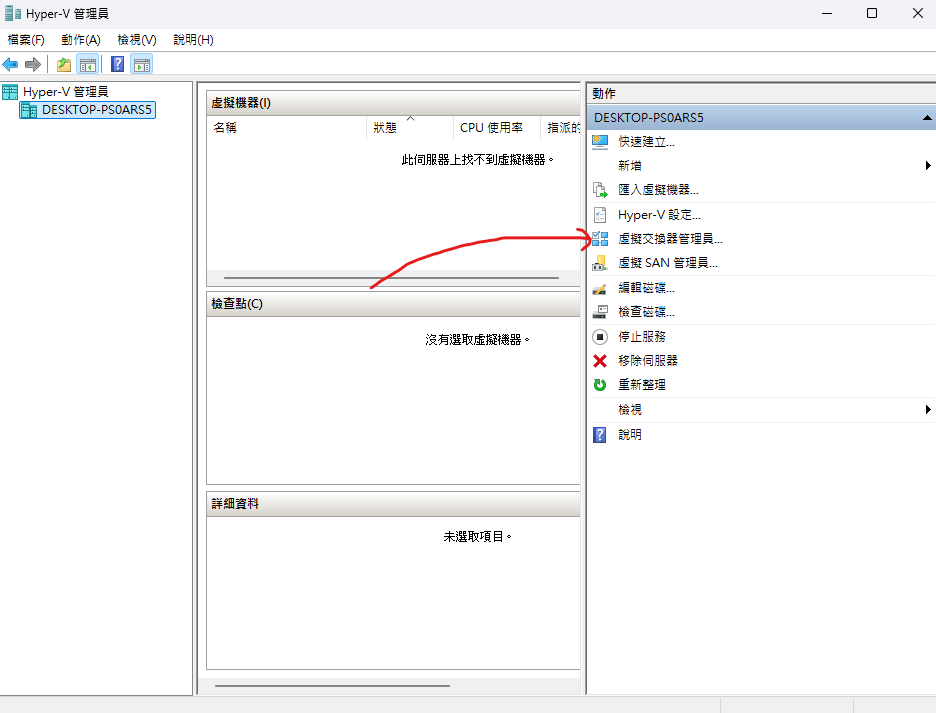 Hyper-V 管理員
檔案(F) 動作(A) 檢視(V) 說明(H)
Hyper-V 管理員
DESKTOP-PS0ARS5
虛擬機器(I)
名稱 狀態 CPU 使用率 指派的
此伺服器上找不到虛擬機器。
檢查點(C)
沒有選取虛擬機器。
詳細資料
未選取項目。
動作
DESKTOP-PS0ARS5
快速建立...
新增
匯入虛擬機器...
Hyper-V 設定...
虛擬交換器管理員...
虛擬 SAN 管理員...
編輯磁碟...
檢查磁碟...
停止服務
移除伺服器
重新整理
檢視
說明